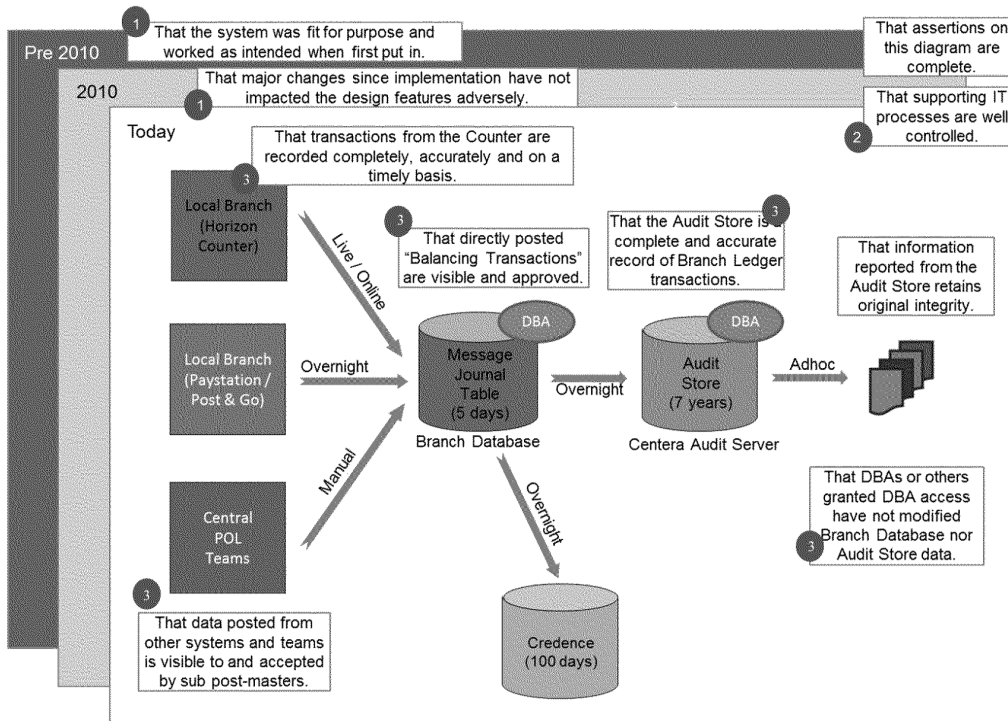 1
That the system was fit for purpose and
worked as intended when first put in.
That assertions on
this diagram are
complete.
Pre 2010
2010
That major changes since implementation have not
impacted the design features adversely.
1
That supporting IT
processes are well
controlled.
2
Today
That transactions from the Counter are
recorded completely, accurately and on a
timely basis.
3
Local Branch
(Horizon
Counter)
Live / Online
3
That directly posted
"Balancing Transactions"
are visible and approved.
3
That the Audit Store is a
complete and accurate
record of Branch Ledger
transactions.
That information
reported from the
Audit Store retains
original integrity.
DBA
DBA
Local Branch
(Paystation /
Post & Go)
Overnight
Message
Journal
Table
(5 days)
Branch Database
Overnight
Audit
Store
(7 years)
Centera Audit Server
Adhoc
Manual
Central
POL
Teams
Overnight
That DBAs or others
granted DBA access
have not modified
Branch Database nor
Audit Store data.
3
3
That data posted from
other systems and teams
is visible to and accepted
by sub post-masters.
Credence
(100 days)